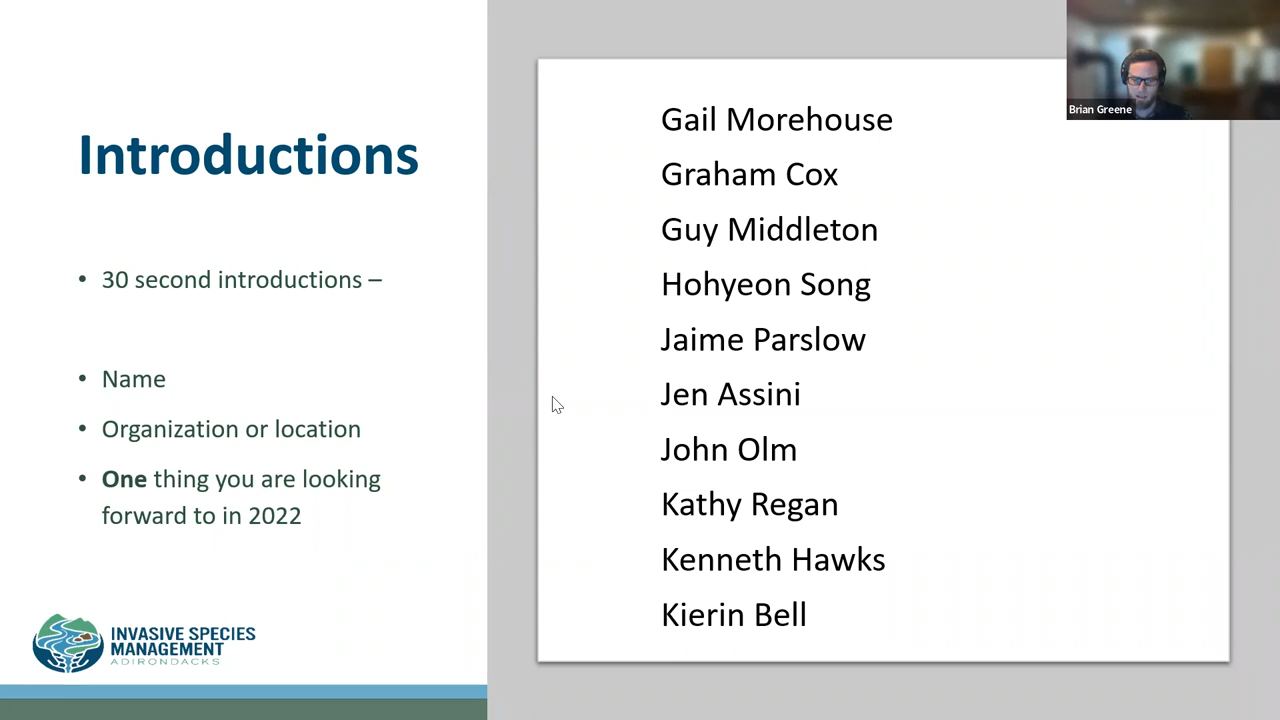 Introductions
• 30 second introductions –
• Name
• Organization or location
• One thing you are looking
forward to in 2022
INVASIVE SPECIES
MANAGEMENT
ADIRONDACKS
Gail Morehouse
Graham Cox
Guy Middleton
Hohyeon Song
Jaime Parslow
Jen Assini
John Olm
Kathy Regan
Kenneth Hawks
Kierin Bell
Brian Greene